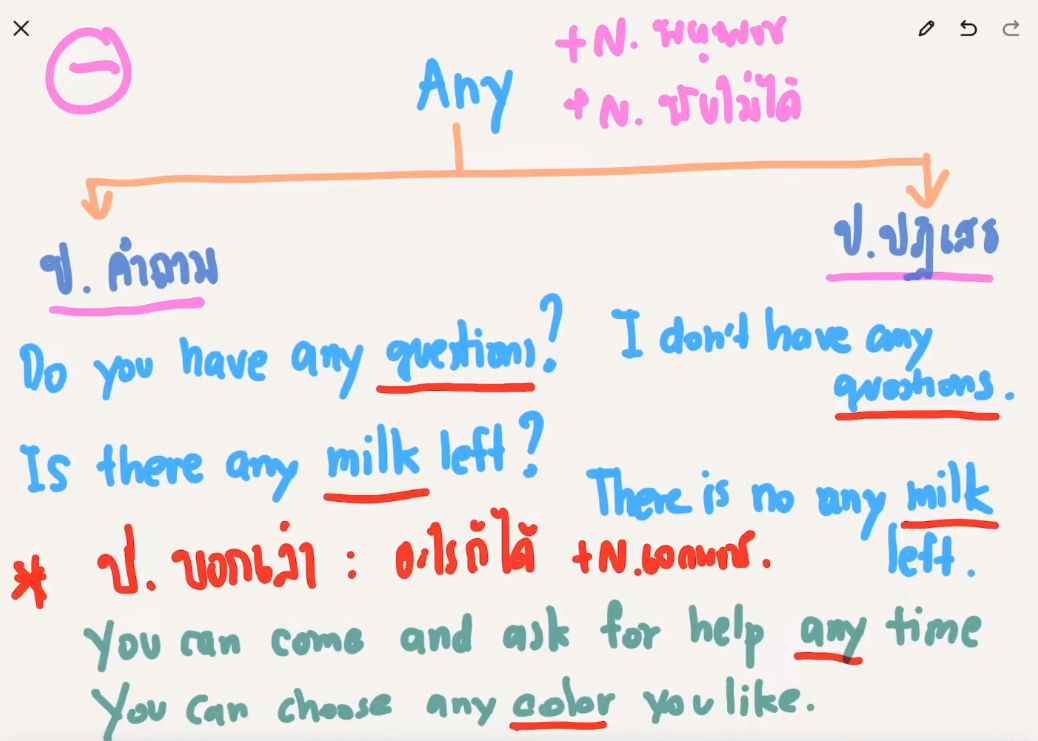 Any
+ N. พหูพจน์
+ N. นับไม่ได้
ป. คำถาม
ป. ปฏิเสธ
Do you have any questions?
I don't have any
questions.
Is there any milk left?
There is no any milk
left.
* ป. บอกเล่า : อะไรก็ได้ +N. เอกพจน์.
You can come and ask for help any time
You can choose any color you like.